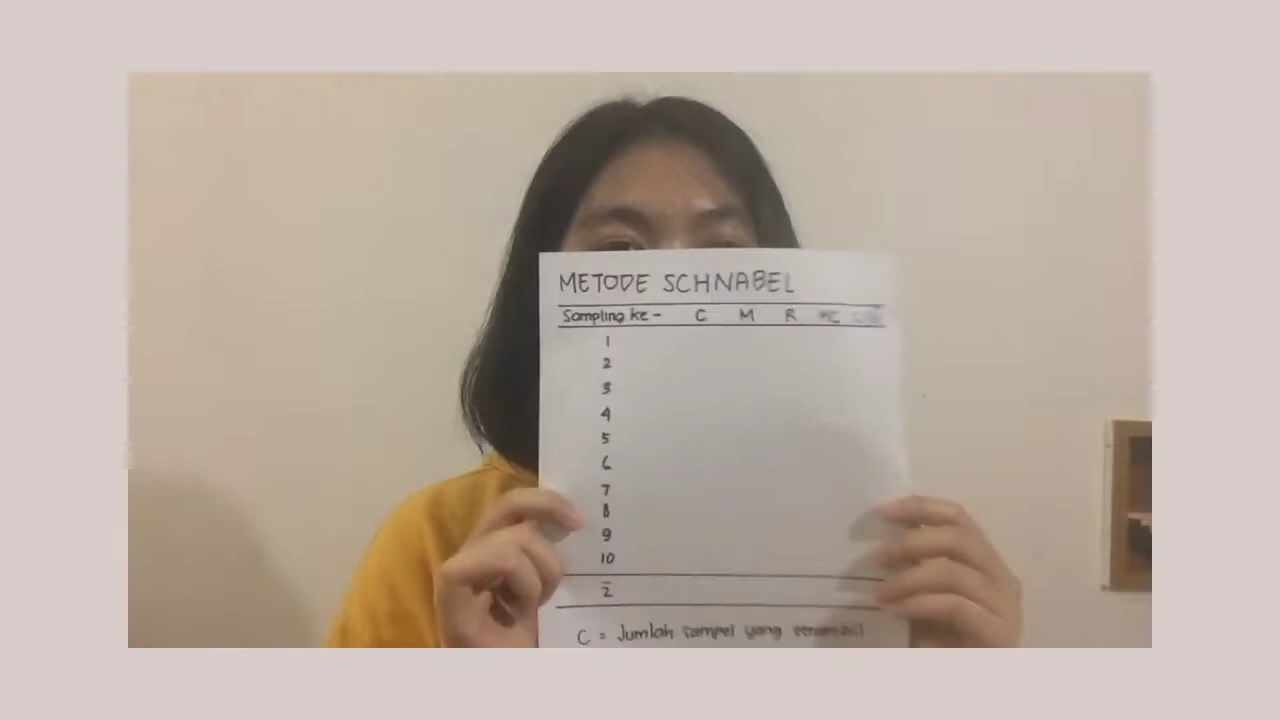 METODE SCHNABEL
Sampling ke - C M R MC
1
2
3
4
5
6
7
8
9
10
Σ
C = Jumlah sampel yang